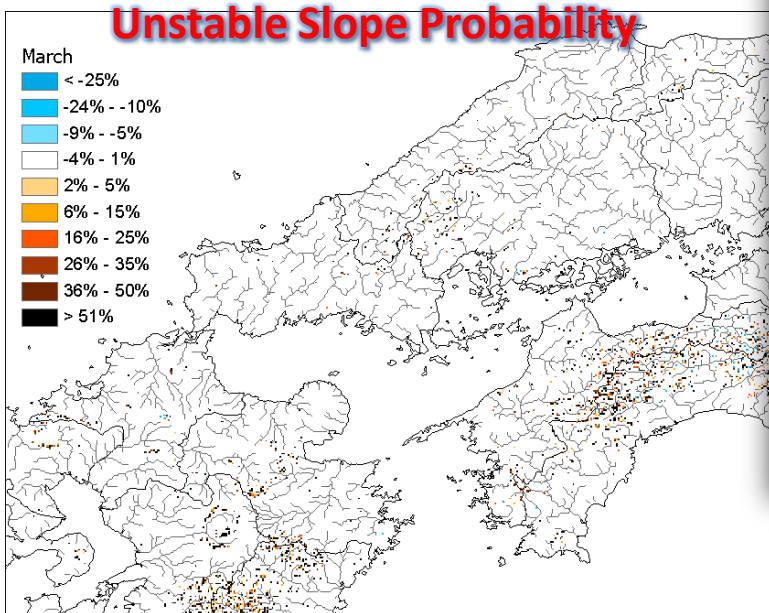 Unstable Slope Probability
March
< -25%
-24% - -10%
-9% - -5%
-4% - 1%
2% - 5%
6% - 15%
16% - 25%
26% - 35%
36% - 50%
> 51%